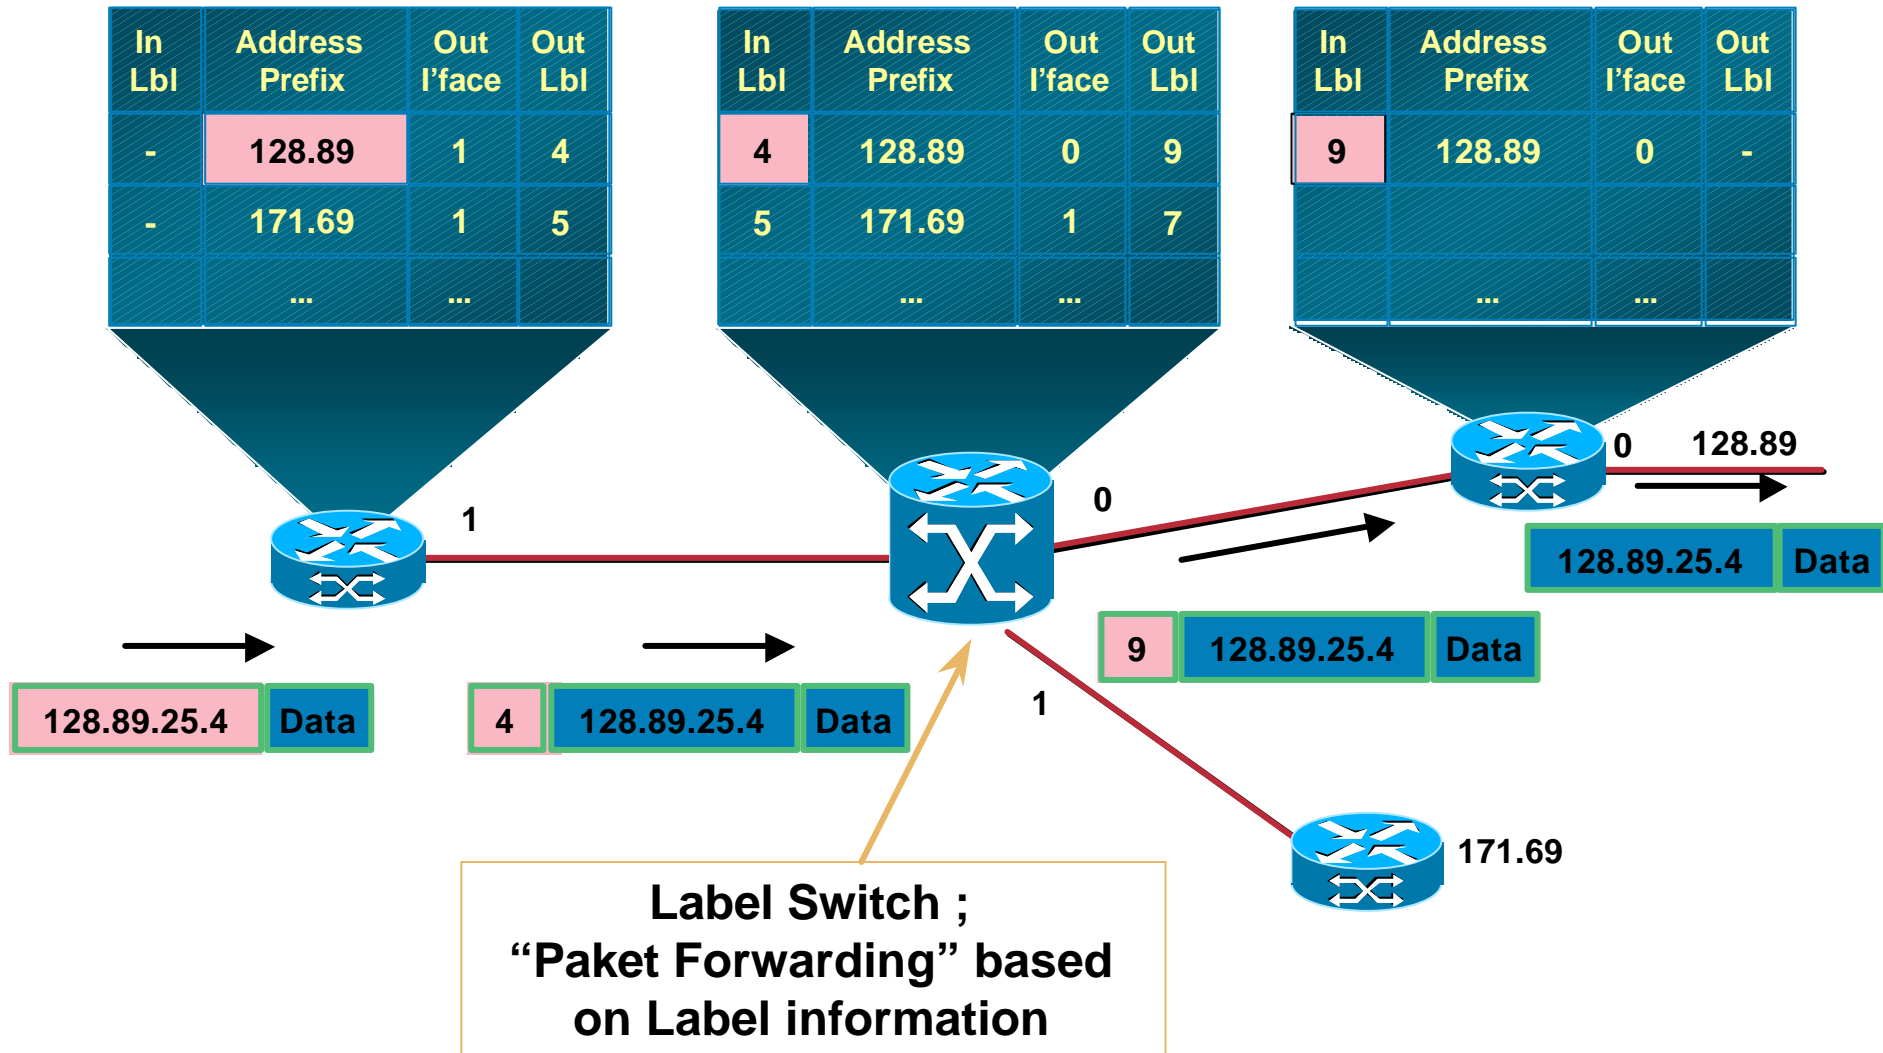 In Lbl Address Prefix Out I'face Out Lbl
- 128.89 1 4
- 171.69 1 5
... ...
In Lbl Address Prefix Out I'face Out Lbl
4 128.89 0 9
5 171.69 1 7
... ...
In Lbl Address Prefix Out I'face Out Lbl
9 128.89 0 -
... ...
0 128.89
1
0
128.89.25.4 Data
9 128.89.25.4 Data
1
128.89.25.4 Data
4 128.89.25.4 Data
171.69
Label Switch ;
“Paket Forwarding” based
on Label information